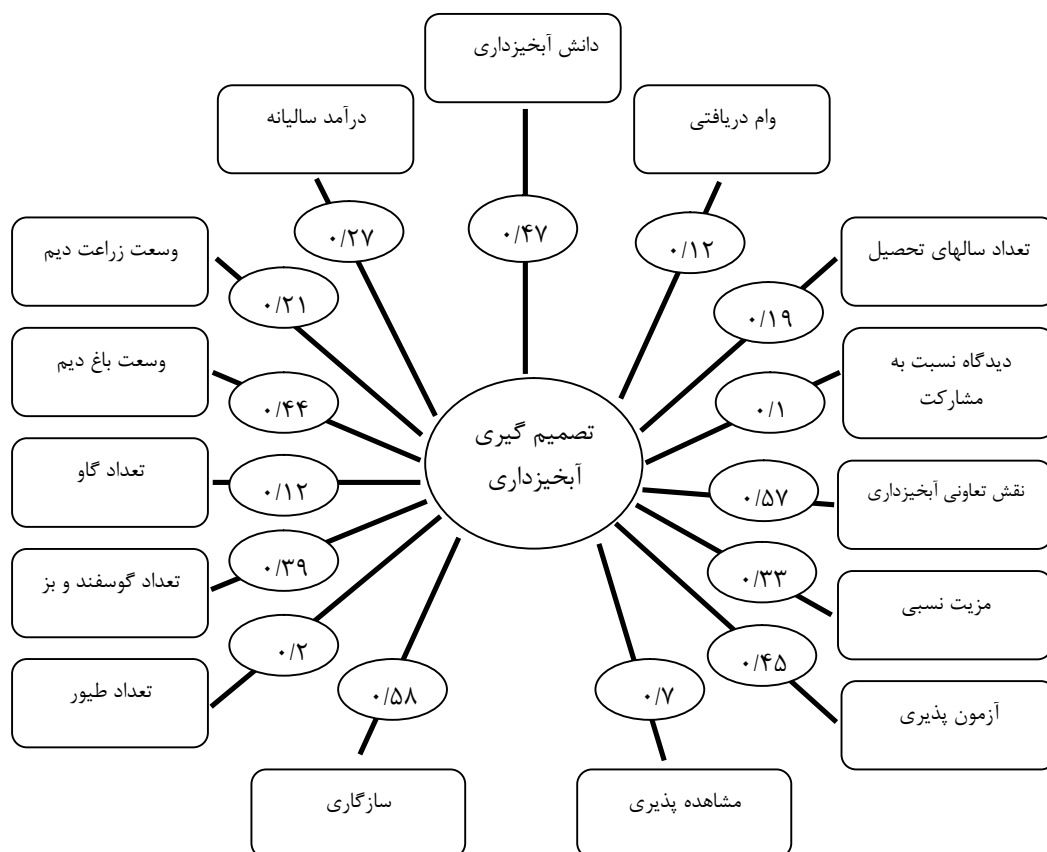 دانش آبخیزداری
وام دریافتی
درآمد سالیانه
۰/۴۷
۰/۱۲
۰/۲۷
تعداد سالهای تحصیل
وسعت زراعت دیم
۰/۱۹
۰/۲۱
دیدگاه نسبت به
مشارکت
وسعت باغ دیم
۰/۱
۰/۴۴
تصمیم گیری
آبخیزداری
نقش تعاونی آبخیزداری
تعداد گاو
۰/۵۷
۰/۱۲
مزیت نسبی
تعداد گوسفند و بز
۰/۳۳
۰/۳۹
آزمون پذیری
تعداد طیور
۰/۴۵
۰/۲
۰/۷
۰/۵۸
مشاهده پذیری
سازگاری